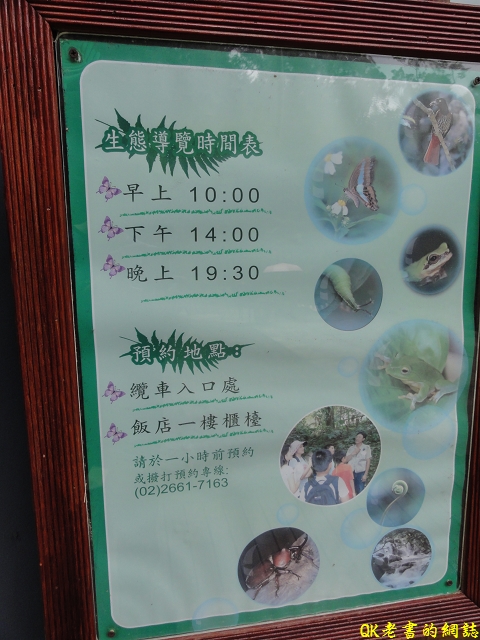 生態導覽時間表
早上 10:00
下午 14:00
晚上 19:30
預約地點：
纜車入口處
飯店一樓櫃檯
請於一小時前預約
或撥打預約專線:
(02)2661-7163
QK老書的網誌